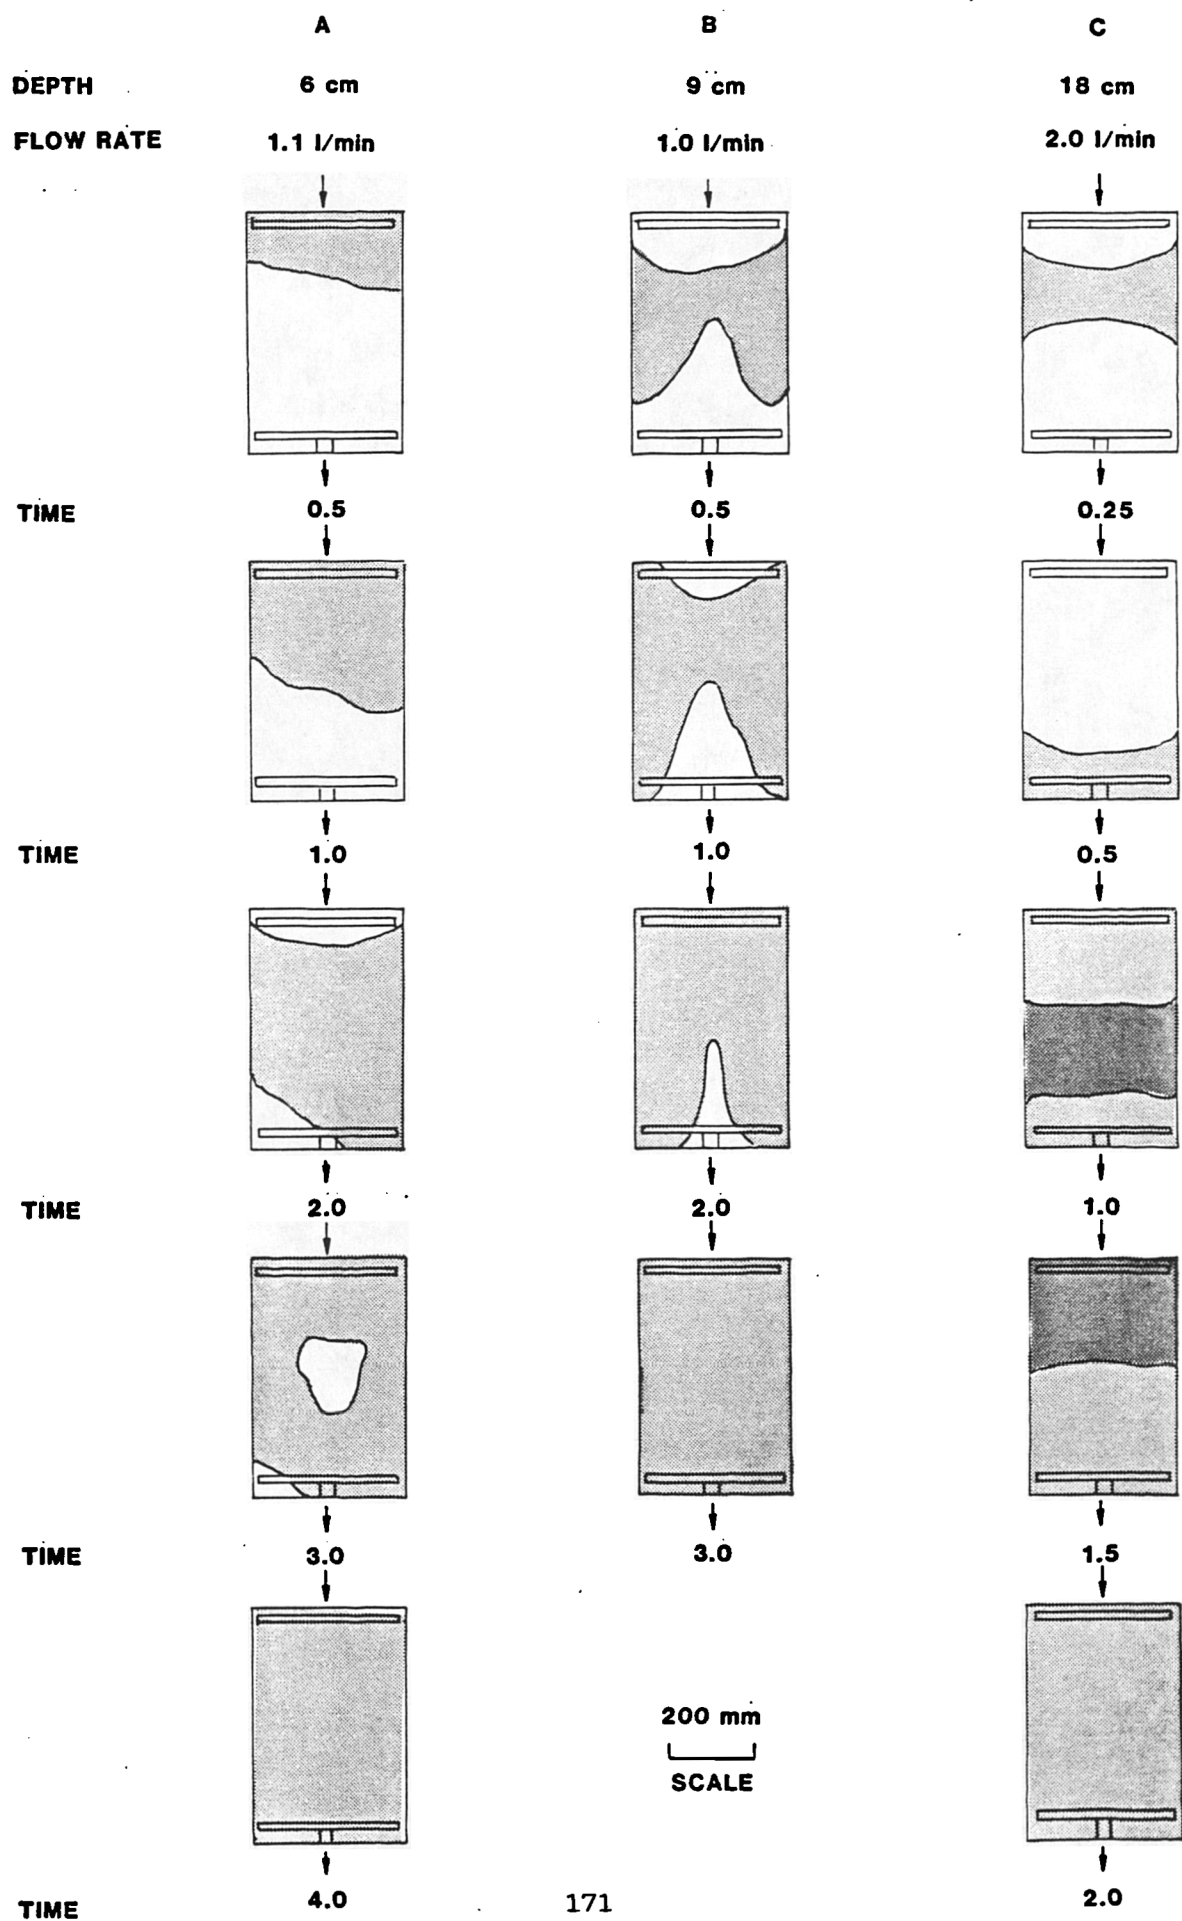 A B C
DEPTH 6 cm 9 cm 18 cm
FLOW RATE 1.1 l/min 1.0 l/min 2.0 l/min
TIME 0.5 0.5 0.25
TIME 1.0 1.0 0.5
TIME 2.0 2.0 1.0
TIME 3.0 3.0 1.5
200 mm
SCALE
TIME 4.0 171 2.0